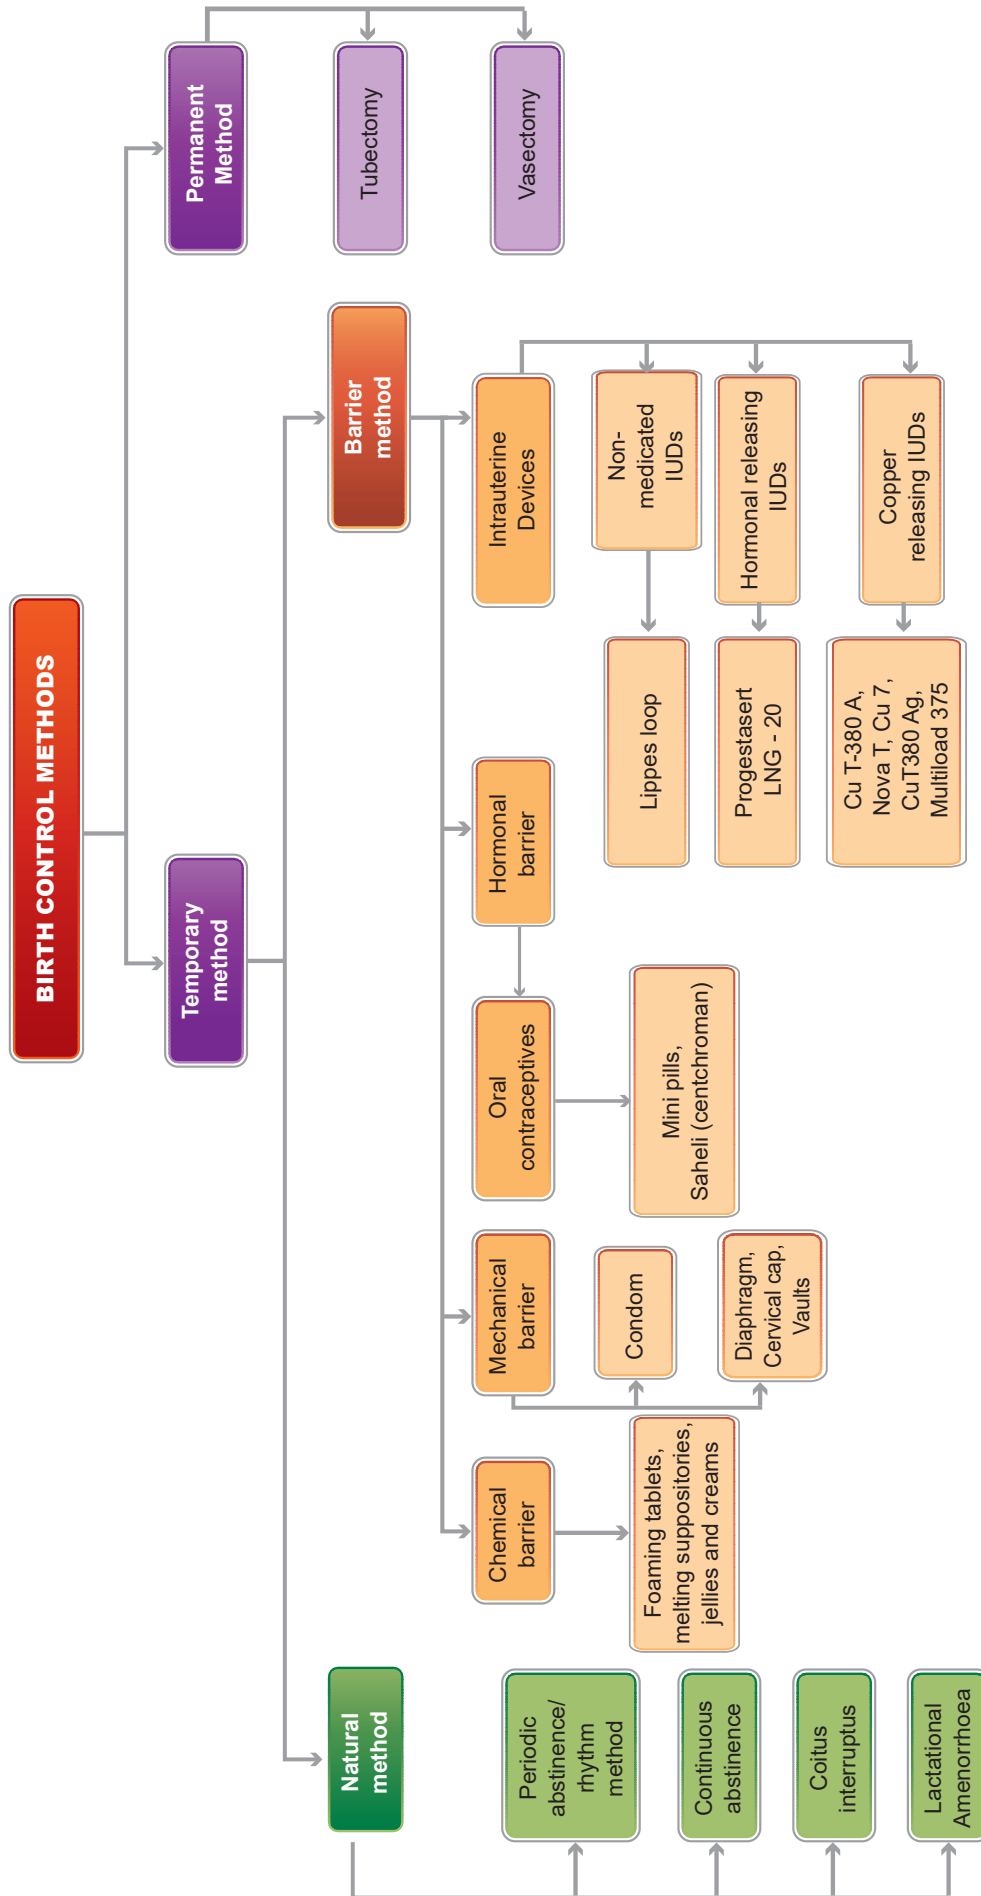 BIRTH CONTROL METHODS
Temporary
method
Permanent
Method
Natural
method
Barrier
method
Tubectomy
Vasectomy
Periodic
abstinence/
rhythm
method
Continuous
abstinence
Coitus
interruptus
Lactational
Amenorrhoea
Chemical
barrier
Foaming tablets,
melting suppositories,
jellies and creams
Mechanical
barrier
Condom
Diaphragm,
Cervical cap,
Vaults
Oral
contraceptives
Mini pills,
Saheli (centchroman)
Hormonal
barrier
Intrauterine
Devices
Lippes loop
Non-
medicated
IUDs
Progestasert
LNG - 20
Hormonal releasing
IUDs
Cu T-380 A,
Nova T, Cu 7,
CuT380 Ag,
Multiload 375
Copper
releasing IUDs